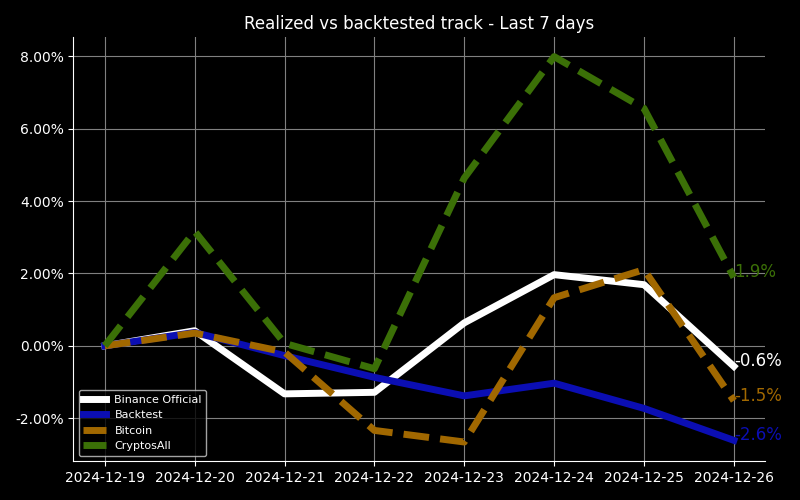 Realized vs backtested track - Last 7 days
8.00%
6.00%
4.00%
2.00%
0.00%
-2.00%
1.9%
-0.6%
-1.5%
-2.6%
Binance Official
Backtest
Bitcoin
CryptosAll
2024-12-19 2024-12-20 2024-12-21 2024-12-22 2024-12-23 2024-12-24 2024-12-25 2024-12-26